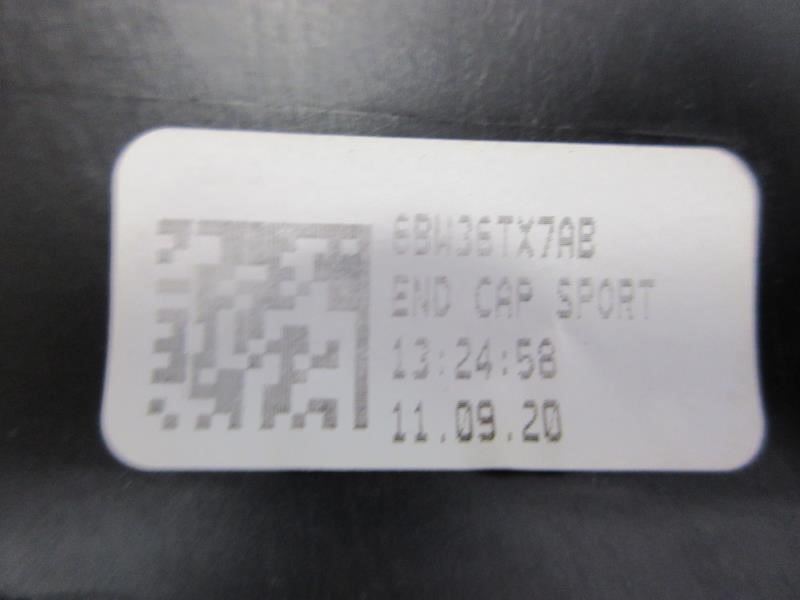 6BW36TX7AB
END CAP SPORT
13:24:58
11.09.20